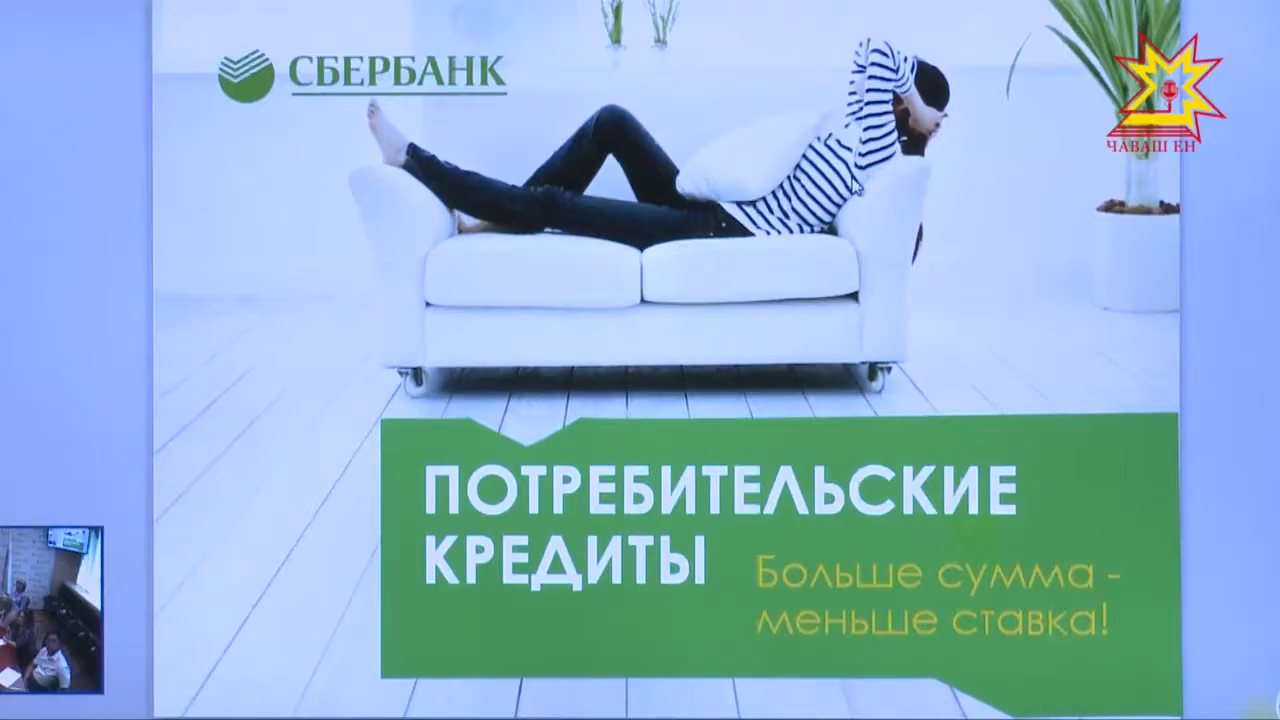 СБЕРБАНК
ЧАВАШ ЕН
ПОТРЕБИТЕЛЬСКИЕ
КРЕДИТЫ
Больше сумма -
меньше ставка!